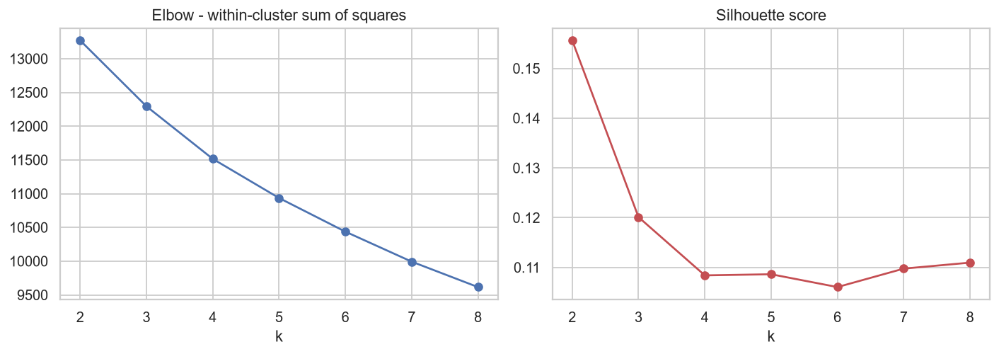 Elbow - within-cluster sum of squares
13000
12500
12000
11500
11000
10500
10000
9500
2 3 4 5 6 7 8
k
Silhouette score
0.15
0.14
0.13
0.12
0.11
2 3 4 5 6 7 8
k